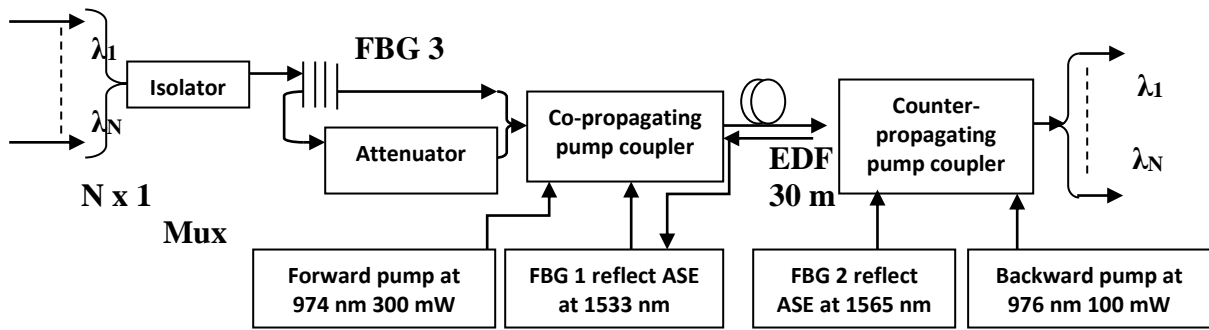 λ1
λN
N x 1
Mux
Isolator
FBG 3
Attenuator
Co-propagating
pump coupler
EDF
30 m
Counter-
propagating
pump coupler
λ1
λN
Forward pump at
974 nm 300 mW
FBG 1 reflect ASE
at 1533 nm
FBG 2 reflect
ASE at 1565 nm
Backward pump at
976 nm 100 mW